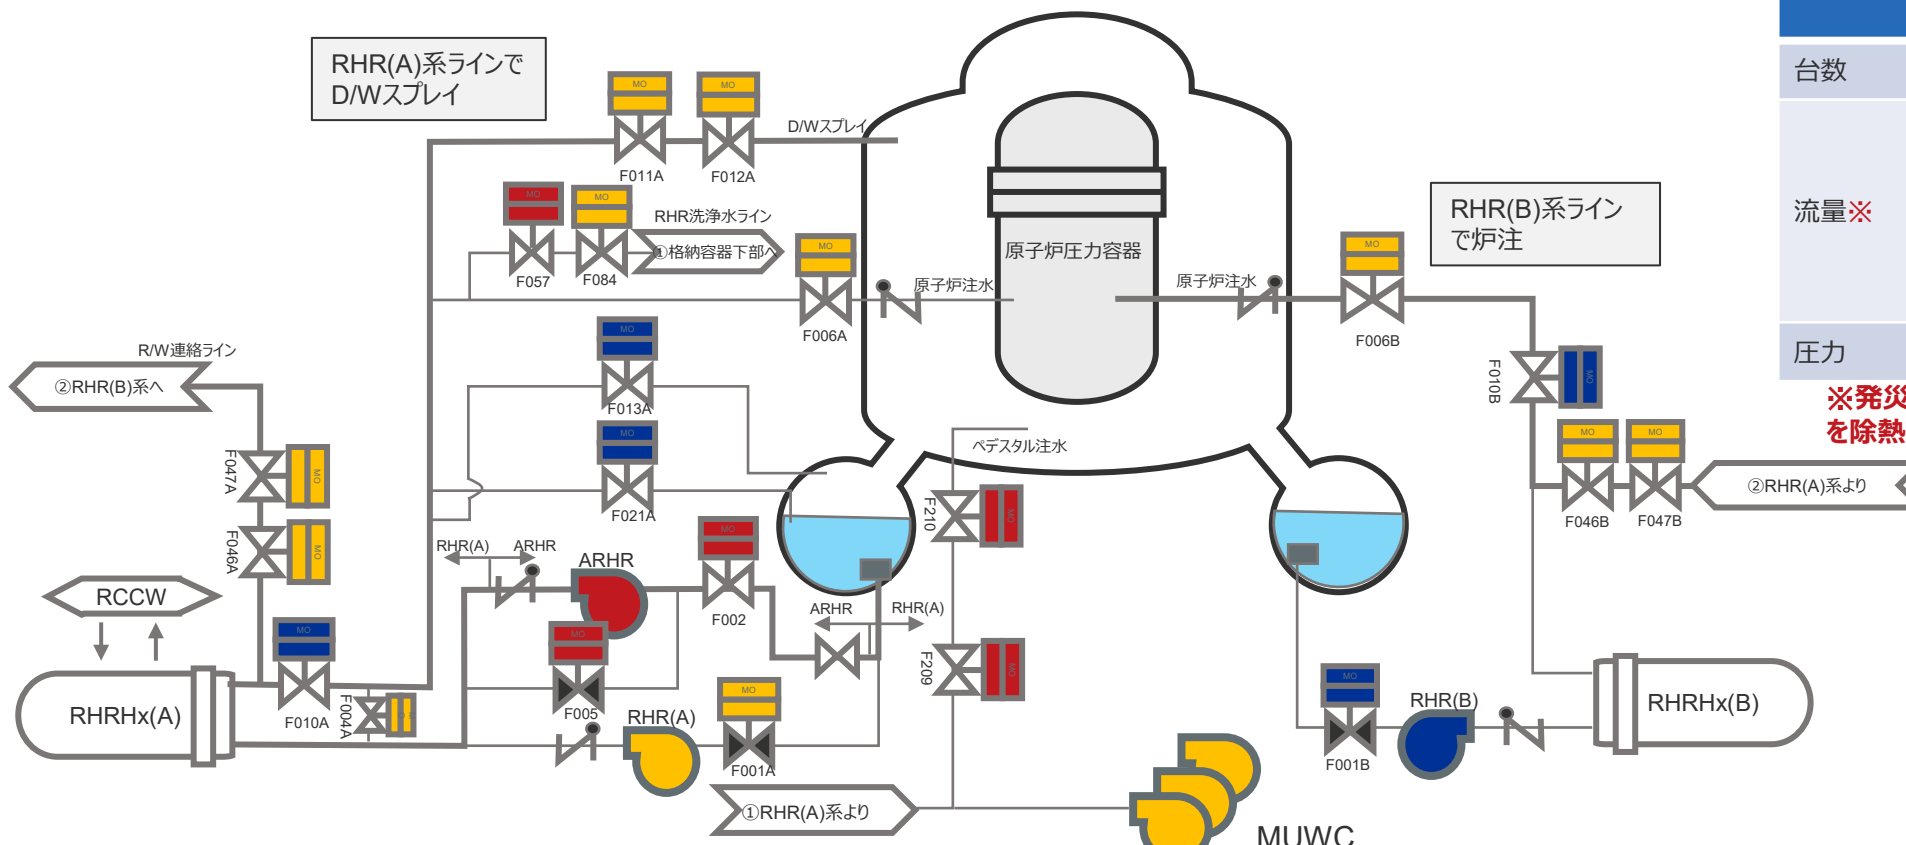 RHR(A)系ラインで
D/Wスプレイ
MO
MO
D/Wスプレイ
F011A
F012A
MO
MO
RHR洗浄水ライン
①格納容器下部へ
F057
F084
MO
原子炉注水
F006A
原子炉圧力容器
原子炉注水
RHR(B)系ライン
で炉注
MO
F006B
台数
流量※
圧力
※発災
を除熱
R/W連絡ライン
②RHR(B)系へ
MO
F013A
MO
F021A
F047A
MO
F046A
MO
RHR(A)
ARHR
ARHR
MO
F002
ARHR
RHR(A)
ペデスタル注水
F210
MO
F209
MO
F010B
MO
MO
MO
F046B
F047B
②RHR(A)系より
RCCW
RHRHx(A)
MO
F010A
F004A
MO
MO
F005
RHR(A)
MO
F001A
①RHR(A)系より
MUWC
MO
F001B
RHR(B)
RHRHx(B)